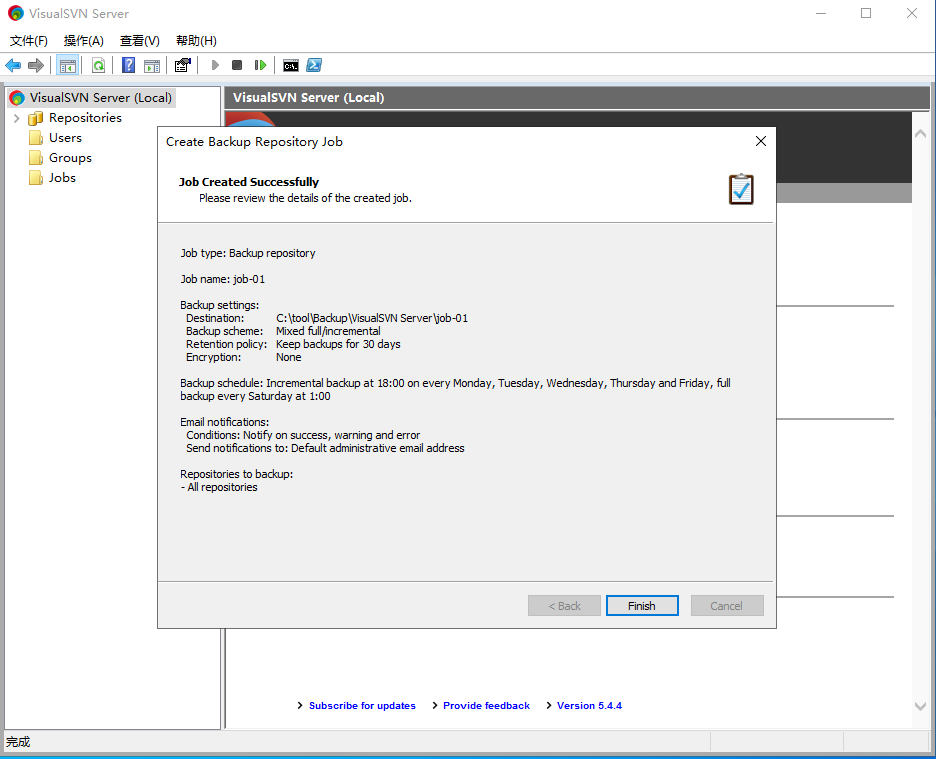 VisualSVN Server
文件(F) 操作(A) 查看(V) 帮助(H)
VisualSVN Server (Local)
Repositories
Users
Groups
Jobs
VisualSVN Server (Local)
Create Backup Repository Job
Job Created Successfully
Please review the details of the created job.
Job type: Backup repository
Job name: job-01
Backup settings:
Destination: C:\tool\Backup\VisualSVN Server\job-01
Backup scheme: Mixed full/incremental
Retention policy: Keep backups for 30 days
Encryption: None
Backup schedule: Incremental backup at 18:00 on every Monday, Tuesday, Wednesday, Thursday and Friday, full
backup every Saturday at 1:00
Email notifications:
Conditions: Notify on success, warning and error
Send notifications to: Default administrative email address
Repositories to backup:
- All repositories
< Back Finish Cancel
Subscribe for updates Provide feedback Version 5.4.4
完成